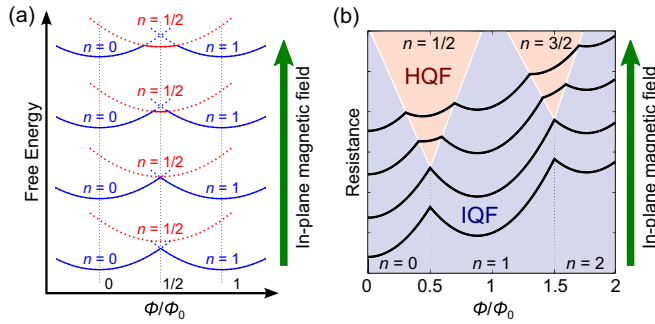 (a)
n = 1/2
n = 0
n = 1
n = 1/2
n = 0
n = 1
n = 1/2
n = 0
n = 1
n = 1/2
n = 0
n = 1
0
1/2
1
Φ/Φ0
Free Energy
In-plane magnetic field
(b)
n = 1/2
n = 3/2
HQF
IQF
n = 0
n = 1
n = 2
0
0.5
1
1.5
2
Φ/Φ0
Resistance
In-plane magnetic field